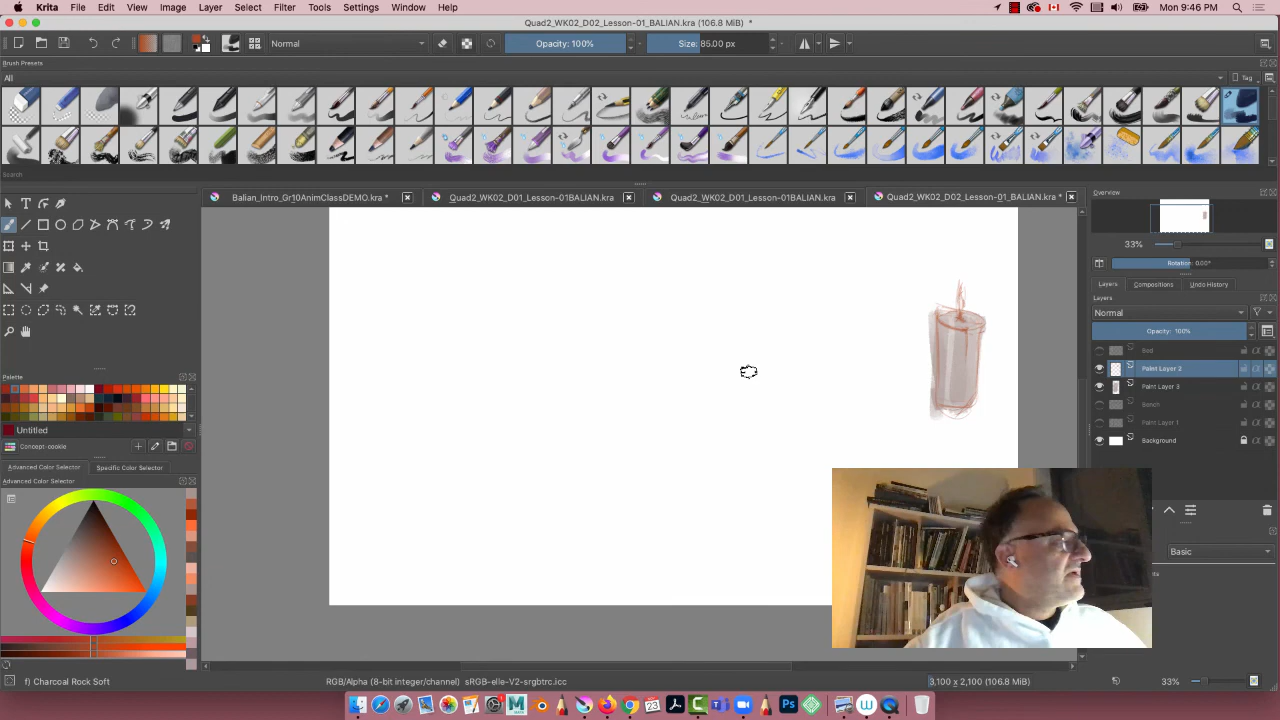 Krita File Edit View Image Layer Select Filter Tools Settings Window Help
Mon 9:46 AM
Quad2_WK02_D02_Lesson-01_BALIAN.kra (106.8 MiB) *
Normal
Opacity: 100%
Size: 85.00 px
Brush Presets
All
Tag
Search
Balian_Intro_Gr10AnimClassDEMO.kra *
Quad2_WK02_D01_Lesson-01BALIAN.kra
Quad2_WK02_D01_Lesson-01BALIAN.kra
Quad2_WK02_D02_Lesson-01_BALIAN.kra *
Overview
33%
Rotation: 0.00°
Layers Compositions Undo History
Layers
Normal
Opacity: 100%
Bed
Paint Layer 2
Paint Layer 3
Bench
Paint Layer 1
Background
Palette
Untitled
Concept-cookie
Advanced Color Selector Specific Color Selector
Advanced Color Selector
Basic
f) Charcoal Rock Soft
RGB/Alpha (8-bit integer/channel) sRGB-elle-V2-srgbtrc.icc
3,100 x 2,100 (106.8 MiB)
33%